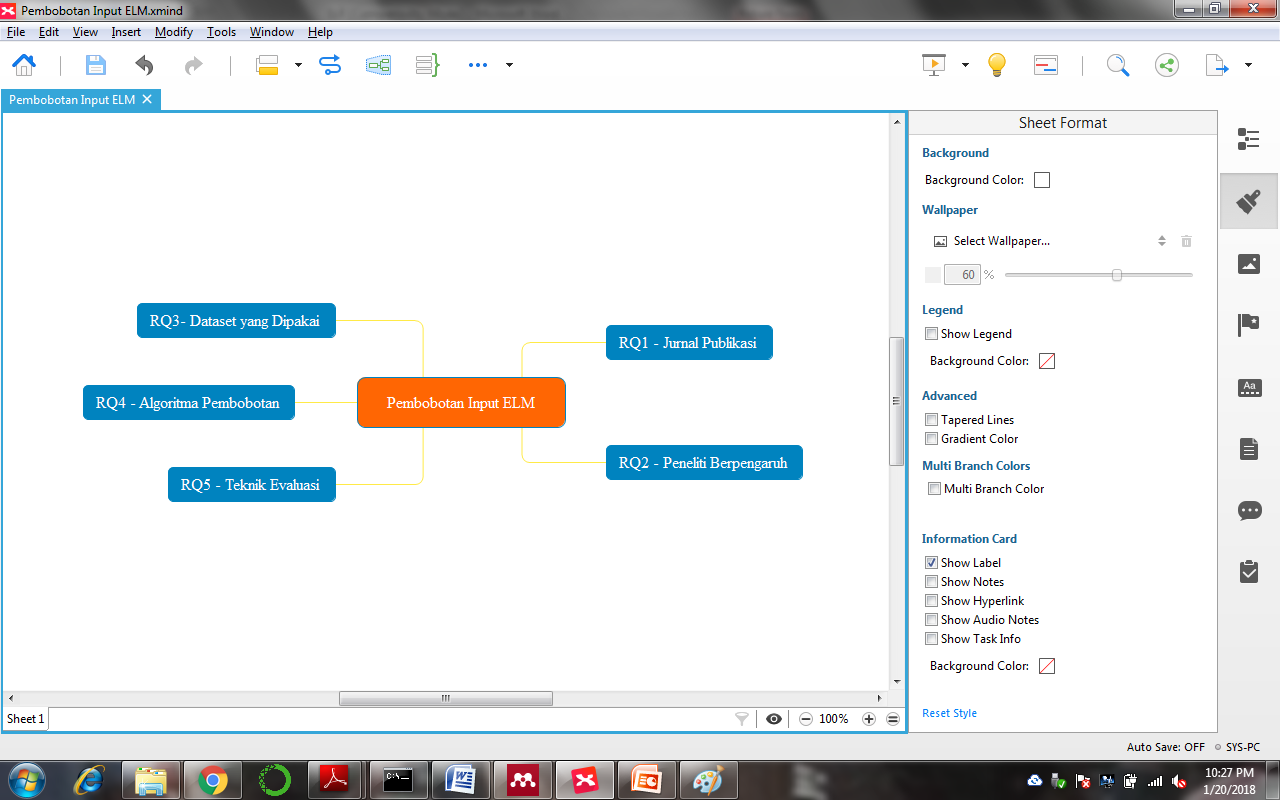 Pembobotan Input ELM.xmind
File Edit View Insert Modify Tools Window Help
Pembobotan Input ELM
RQ3- Dataset yang Dipakai
RQ1 - Jurnal Publikasi
RQ4 - Algoritma Pembobotan
Pembobotan Input ELM
RQ5 - Teknik Evaluasi
RQ2 - Peneliti Berpengaruh
Sheet 1
100%
Sheet Format
Background
Background Color:
Wallpaper
Select Wallpaper...
60 %
Legend
Show Legend
Background Color:
Advanced
Tapered Lines
Gradient Color
Multi Branch Colors
Multi Branch Color
Information Card
Show Label
Show Notes
Show Hyperlink
Show Audio Notes
Show Task Info
Background Color:
Reset Style
Aa
Auto Save: OFF SYS-PC
C:\
10:27 PM
1/20/2018